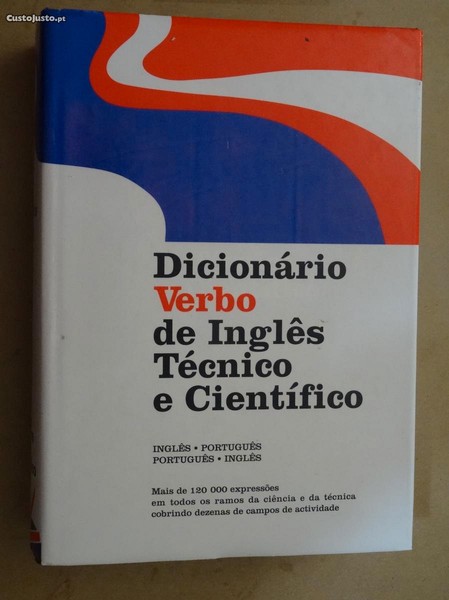 CustoJusto.pt
Dicionário
Verbo
de Inglês
Técnico
e Científico
INGLÊS • PORTUGUÊS
PORTUGUÊS • INGLÊS
Mais de 120 000 expressões
em todos os ramos da ciência e da técnica
cobrindo dezenas de campos de actividade